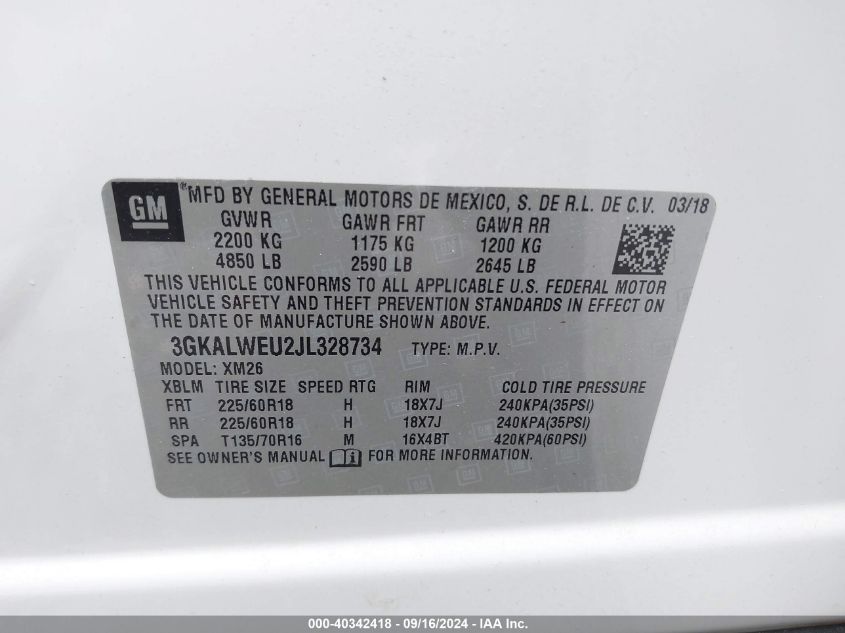 GM ® MFD BY GENERAL MOTORS DE MEXICO, S. DE R.L. DE C.V. 03/18
GVWR GAWR FRT GAWR RR
2200 KG 1175 KG 1200 KG
4850 LB 2590 LB 2645 LB
THIS VEHICLE CONFORMS TO ALL APPLICABLE U.S. FEDERAL MOTOR
VEHICLE SAFETY AND THEFT PREVENTION STANDARDS IN EFFECT ON
THE DATE OF MANUFACTURE SHOWN ABOVE.
3GKALWEU2JL328734 TYPE: M.P.V.
MODEL: XM26
XBLM TIRE SIZE SPEED RTG RIM COLD TIRE PRESSURE
FRT 225/60R18 H 18X7J 240KPA(35PSI)
RR 225/60R18 H 18X7J 240KPA(35PSI)
SPA T135/70R16 M 16X4BT 420KPA(60PSI)
SEE OWNER'S MANUAL FOR MORE INFORMATION.
000-40342418 - 09/16/2024 - IAA Inc.